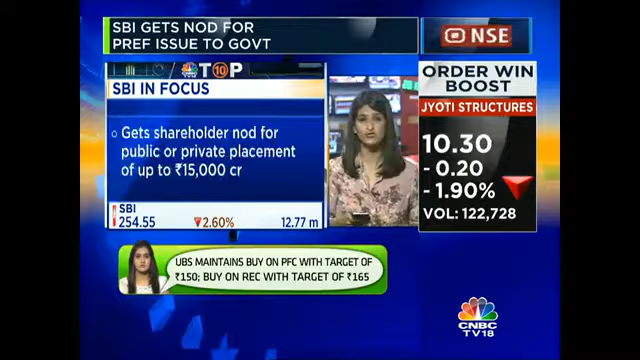 SBI GETS NOD FOR
PREF ISSUE TO GOVT
NSE
T10P
SBI IN FOCUS
Gets shareholder nod for
public or private placement
of up to ₹15,000 cr
SBI
254.55 2.60% 12.77 m
ORDER WIN
BOOST
JYOTI STRUCTURES
10.30
- 0.20
- 1.90%
VOL: 122,728
UBS MAINTAINS BUY ON PFC WITH TARGET OF
₹150; BUY ON REC WITH TARGET OF ₹165
CNBC
TV18